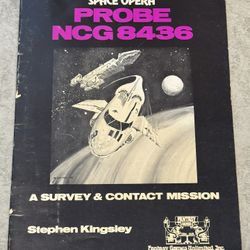 SPACE OPERA
PROBE
NCG 8436
A SURVEY & CONTACT MISSION
Stephen Kingsley
Fantasy Games Unlimited, Inc.